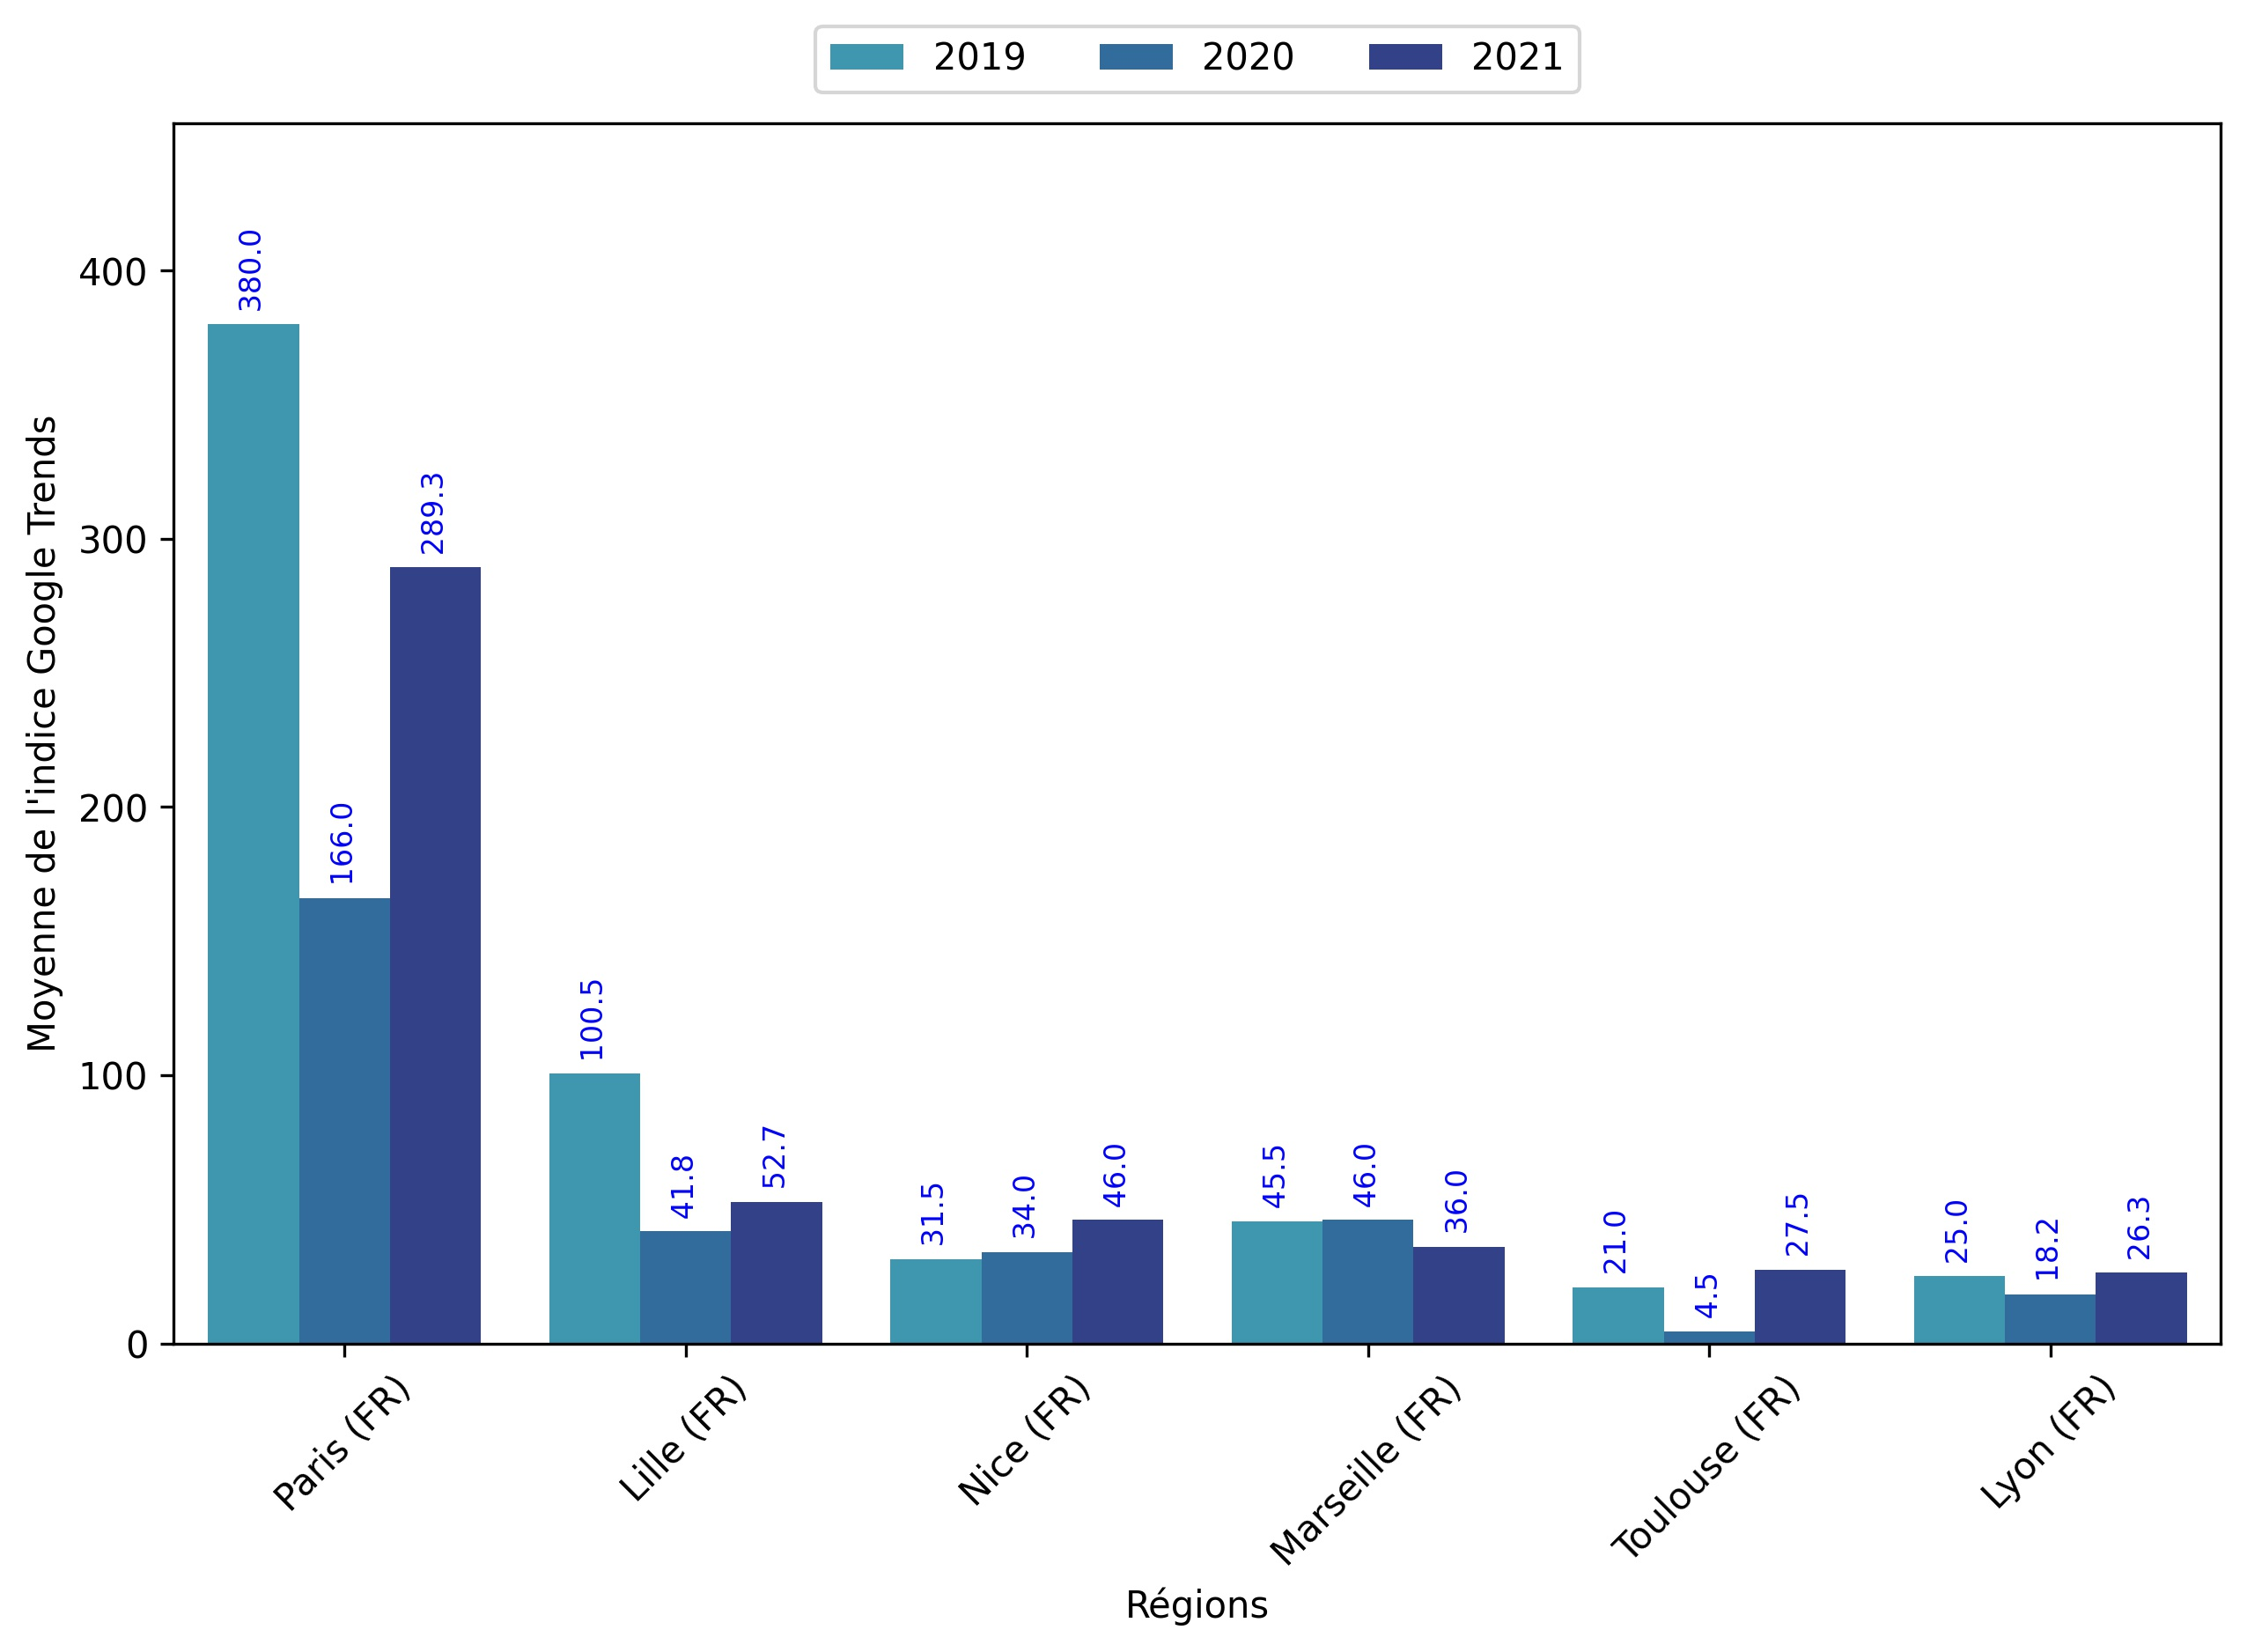 2019 2020 2021
Moyenne de l'indice Google Trends
400
300
200
100
0
380.0
166.0
289.3
100.5
41.8
52.7
31.5
34.0
46.0
45.5
46.0
36.0
21.0
4.5
27.5
25.0
18.2
26.3
Paris (FR)
Lille (FR)
Nice (FR)
Marseille (FR)
Toulouse (FR)
Lyon (FR)
Régions